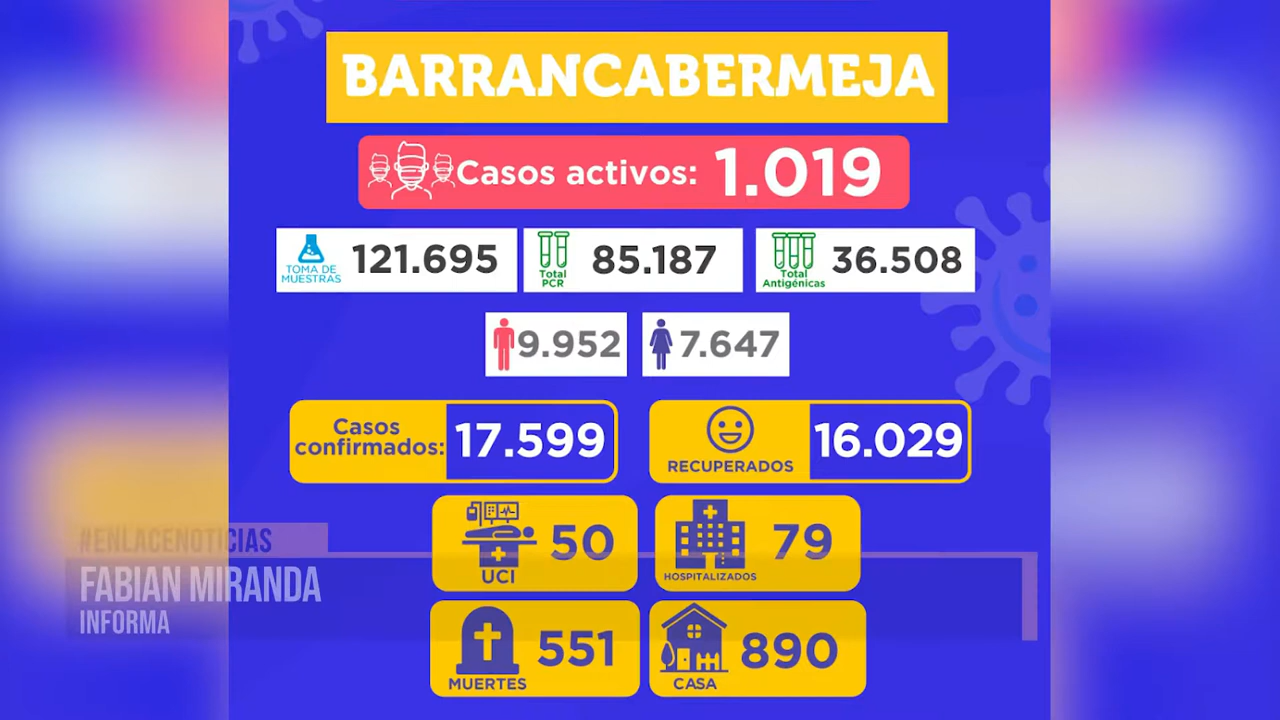 BARRANCABERMEJA
Casos activos: 1.019
TOMA DE
MUESTRAS
121.695
Total
PCR
85.187
Total
Antigénicas
36.508
9.952
7.647
Casos
confirmados:
17.599
RECUPERADOS
16.029
UCI
50
HOSPITALIZADOS
79
MUERTES
551
CASA
890
#ENLACENOTICIAS
FABIAN MIRANDA
INFORMA